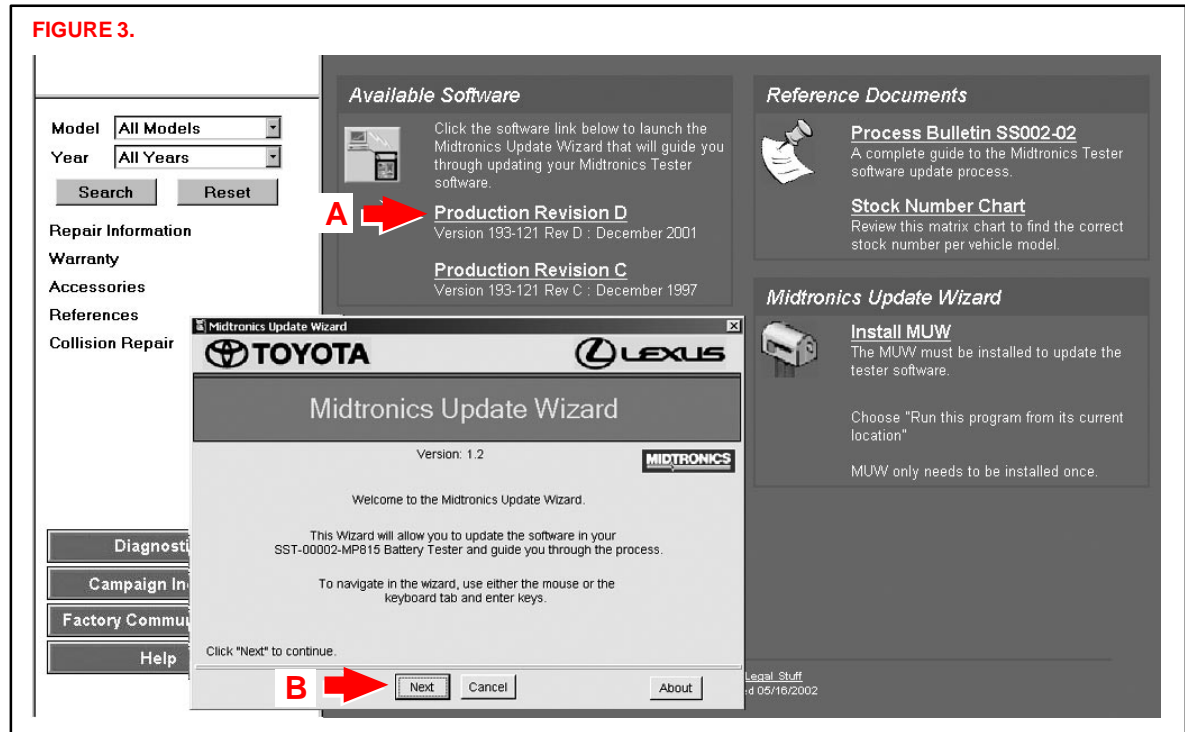 FIGURE 3.
Model All Models
Year All Years
Search Reset
Repair Information
Warranty
Accessories
References
Collision Repair
Diagnosti
Campaign In
Factory Commu
Help
Available Software
Click the software link below to launch the
Midtronics Update Wizard that will guide you
through updating your Midtronics Tester
software.
A
Production Revision D
Version 193-121 Rev D : December 2001
Production Revision C
Version 193-121 Rev C : December 1997
Reference Documents
Process Bulletin SS002-02
A complete guide to the Midtronics Tester
software update process.
Stock Number Chart
Review this matrix chart to find the correct
stock number per vehicle model.
Midtronics Update Wizard
Install MUW
The MUW must be installed to update the
tester software.
Choose "Run this program from its current
location"
MUW only needs to be installed once.
Midtronics Update Wizard
TOYOTA LEXUS
Midtronics Update Wizard
Version: 1.2
MIDTRONICS
Welcome to the Midtronics Update Wizard.
This Wizard will allow you to update the software in your
SST-00002-MP815 Battery Tester and guide you through the process.
To navigate in the wizard, use either the mouse or the
keyboard tab and enter keys.
Click "Next" to continue.
B
Next Cancel About
Legal Stuff
d 05/16/2002